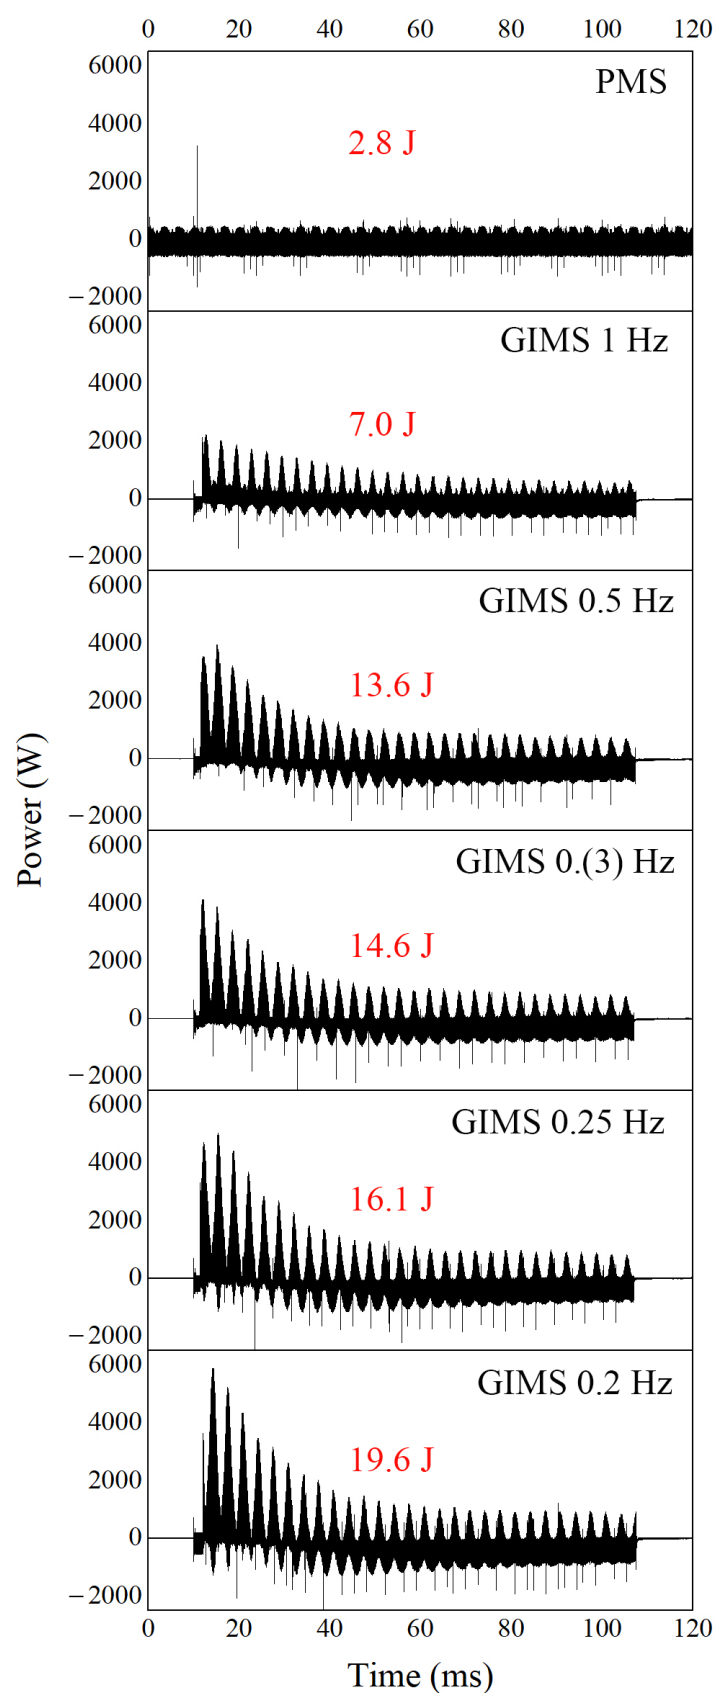 0 20 40 60 80 100 120
6000
PMS
4000
2.8 J
2000
0
−2000
6000
GIMS 1 Hz
4000
7.0 J
2000
0
−2000
6000
GIMS 0.5 Hz
4000
13.6 J
2000
0
−2000
6000
GIMS 0.(3) Hz
4000
14.6 J
2000
0
−2000
6000
GIMS 0.25 Hz
4000
16.1 J
2000
0
−2000
6000
GIMS 0.2 Hz
4000
19.6 J
2000
0
−2000
Power (W)
0 20 40 60 80 100 120
Time (ms)